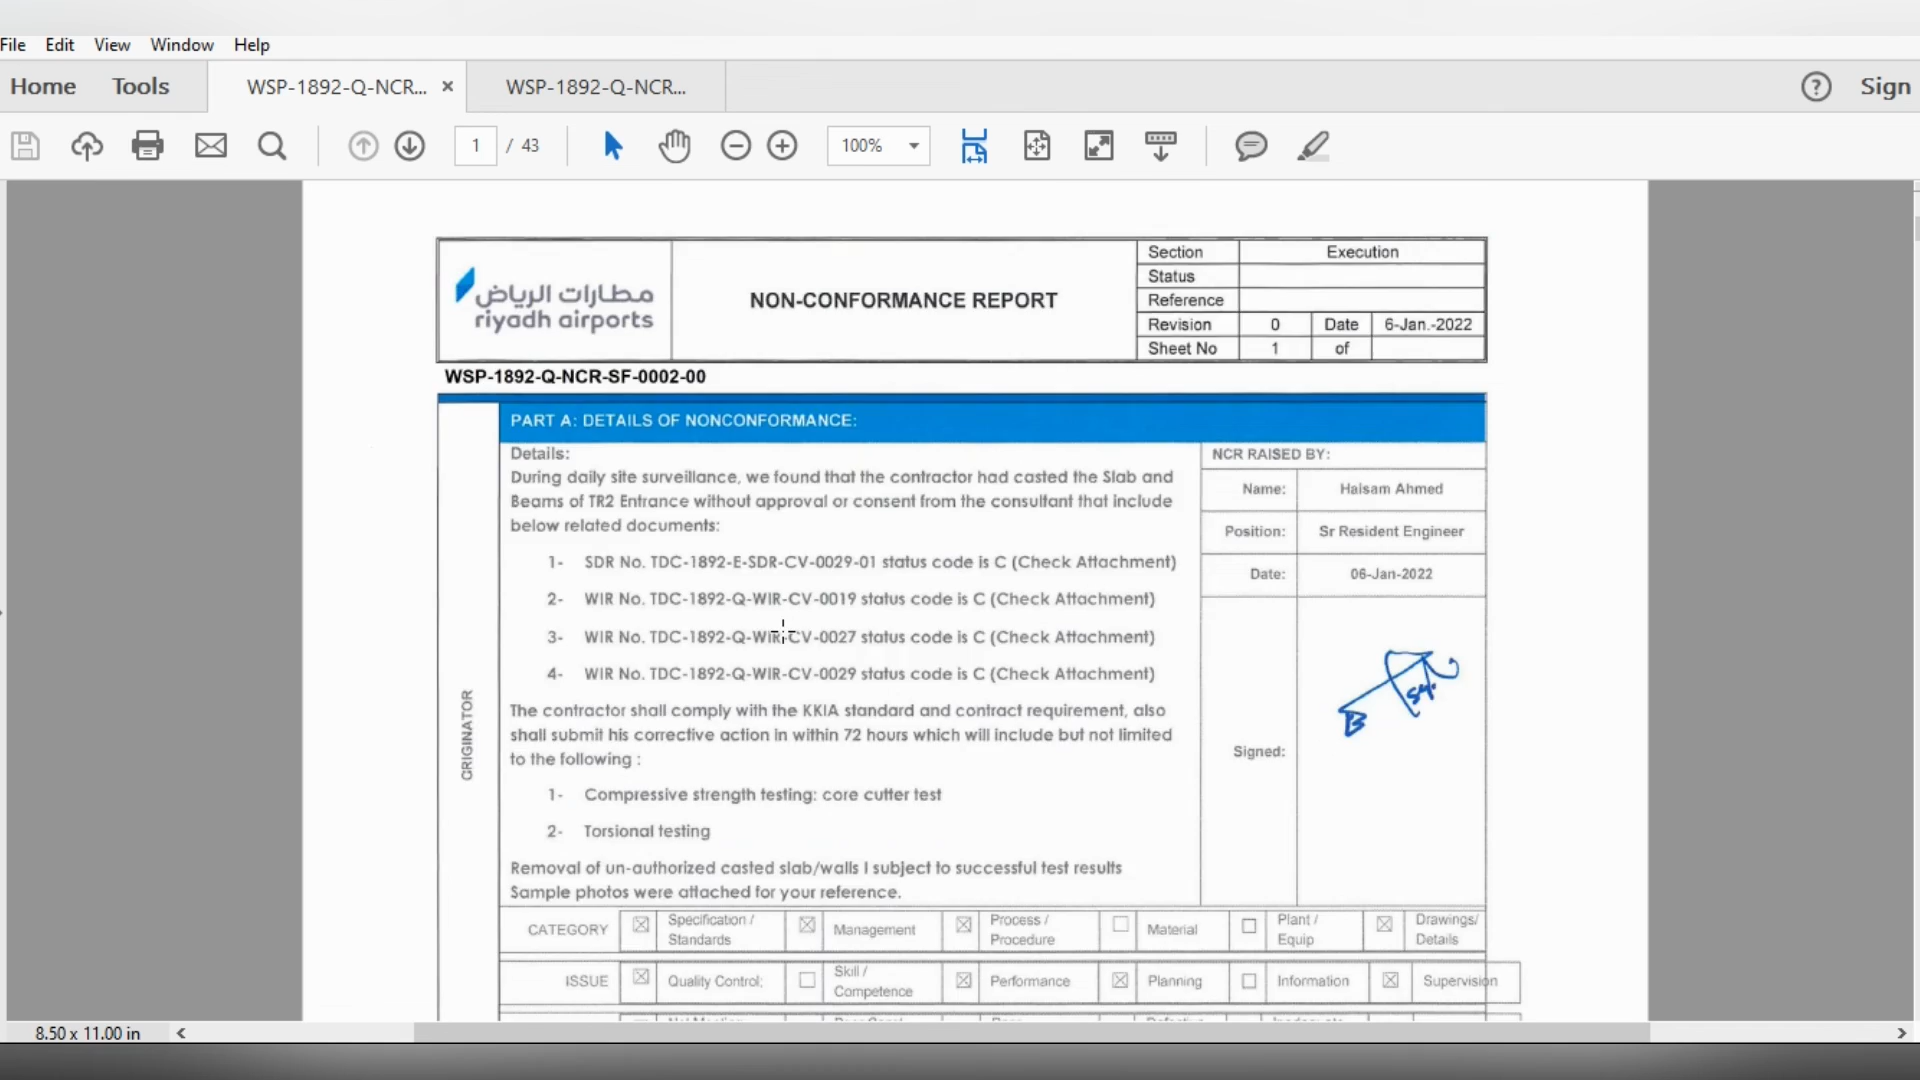 File Edit View Window Help
Home Tools WSP-1892-Q-NCR... × WSP-1892-Q-NCR... Sign
1 / 43 100%
مطارات الرياض
riyadh airports
NON-CONFORMANCE REPORT
Section Execution
Status
Reference
Revision 0 Date 6-Jan.-2022
Sheet No 1 of
WSP-1892-Q-NCR-SF-0002-00
PART A: DETAILS OF NONCONFORMANCE:
ORIGINATOR
Details:
During daily site surveillance, we found that the contractor had casted the Slab and
Beams of TR2 Entrance without approval or consent from the consultant that include
below related documents:
1- SDR No. TDC-1892-E-SDR-CV-0029-01 status code is C (Check Attachment)
2- WIR No. TDC-1892-Q-WIR-CV-0019 status code is C (Check Attachment)
3- WIR No. TDC-1892-Q-WIR-CV-0027 status code is C (Check Attachment)
4- WIR No. TDC-1892-Q-WIR-CV-0029 status code is C (Check Attachment)
The contractor shall comply with the KKIA standard and contract requirement, also
shall submit his corrective action in within 72 hours which will include but not limited
to the following :
1- Compressive strength testing: core cutter test
2- Torsional testing
Removal of un-authorized casted slab/walls I subject to successful test results
Sample photos were attached for your reference.
NCR RAISED BY:
Name: Haisam Ahmed
Position: Sr Resident Engineer
Date: 06-Jan-2022
Signed:
CATEGORY Specification / Standards Management Process / Procedure Material Plant / Equip Drawings/ Details
ISSUE Quality Control; Skill / Competence Performance Planning Information Supervision
8.50 x 11.00 in